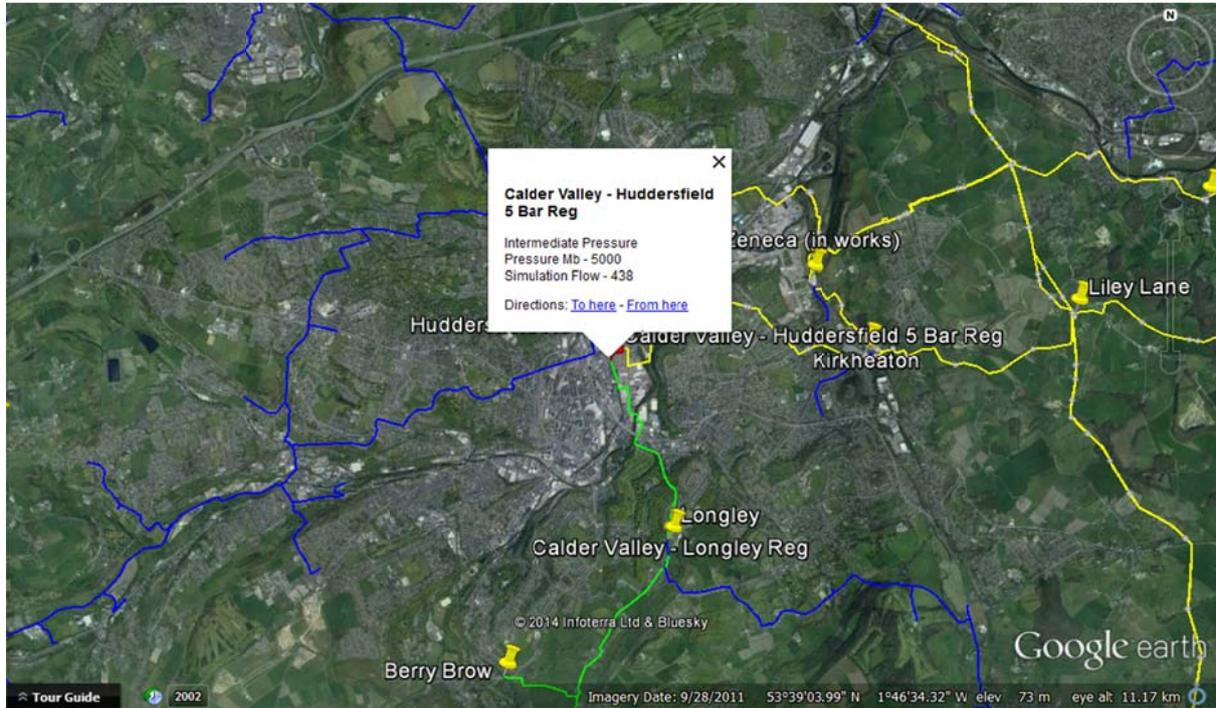 N
Calder Valley - Huddersfield
5 Bar Reg
Intermediate Pressure
Pressure Mb - 5000
Simulation Flow - 438
Directions: To here - From here
Zeneca (in works)
Liley Lane
Calder Valley - Huddersfield 5 Bar Reg
Kirkheaton
Longley
Calder Valley - Longley Reg
© 2014 Infoterra Ltd & Bluesky
Google earth
Berry Brow
Tour Guide
2002
Imagery Date: 9/28/2011 53°39'03.99" N 1°46'34.32" W elev 73 m eye alt 11.17 km